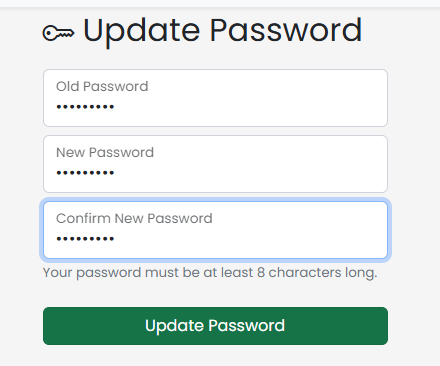 Update Password
Old Password
•••••••••
New Password
•••••••••
Confirm New Password
•••••••••
Your password must be at least 8 characters long.
Update Password